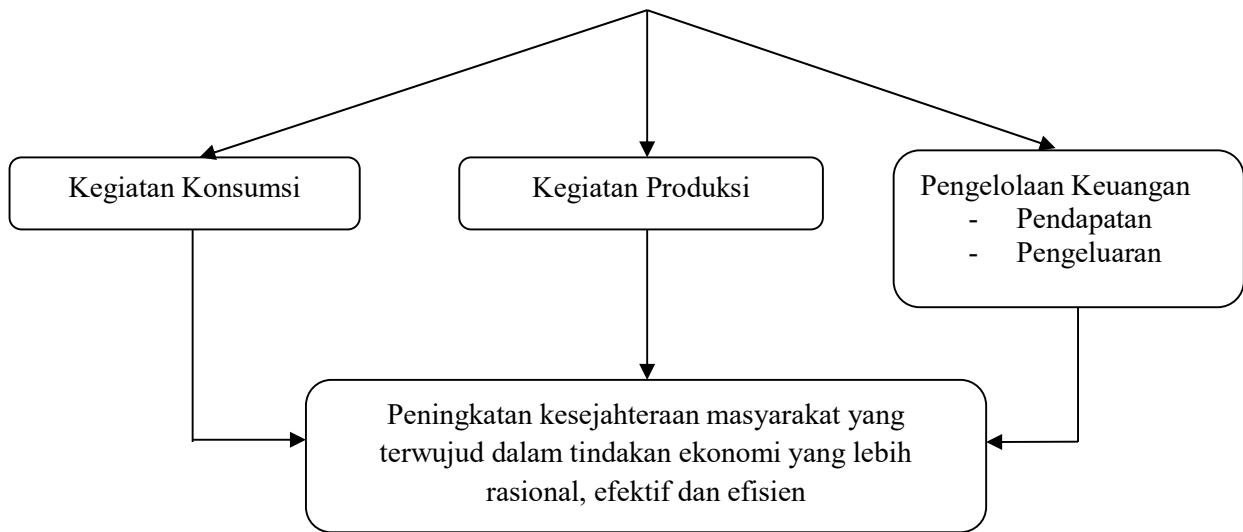 Kegiatan Konsumsi
Kegiatan Produksi
Pengelolaan Keuangan
- Pendapatan
- Pengeluaran
Peningkatan kesejahteraan masyarakat yang
terwujud dalam tindakan ekonomi yang lebih
rasional, efektif dan efisien